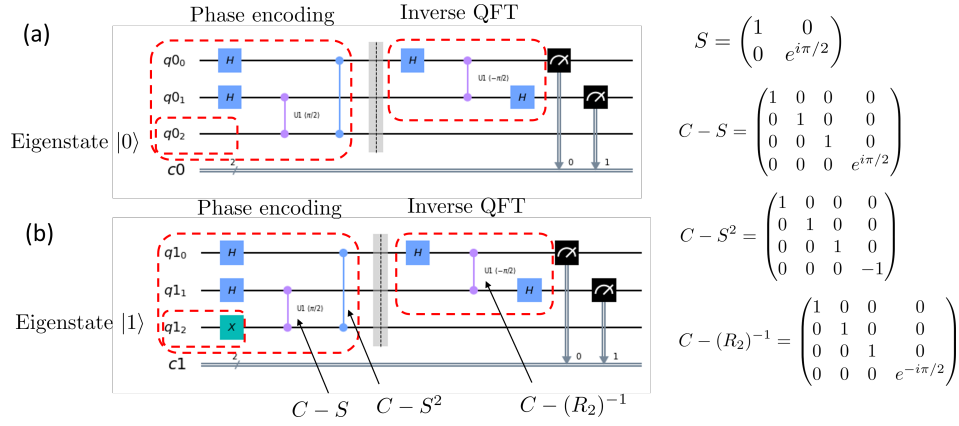 (a)
Phase encoding
Inverse QFT
q0₀ H H
q0₁ H U1 (π/2) U1 (−π/2) H
q0₂
Eigenstate |0⟩
c0 2 0 1
(b)
Phase encoding
Inverse QFT
q1₀ H H
q1₁ H U1 (π/2) U1 (−π/2) H
q1₂ X
Eigenstate |1⟩
c1 2 0 1
C − S
C − S²
C − (R₂)⁻¹
S = (1 0
0 e^{iπ/2})
C − S = (1 0 0 0
0 1 0 0
0 0 1 0
0 0 0 e^{iπ/2})
C − S² = (1 0 0 0
0 1 0 0
0 0 1 0
0 0 0 −1)
C − (R₂)⁻¹ = (1 0 0 0
0 1 0 0
0 0 1 0
0 0 0 e^{−iπ/2})